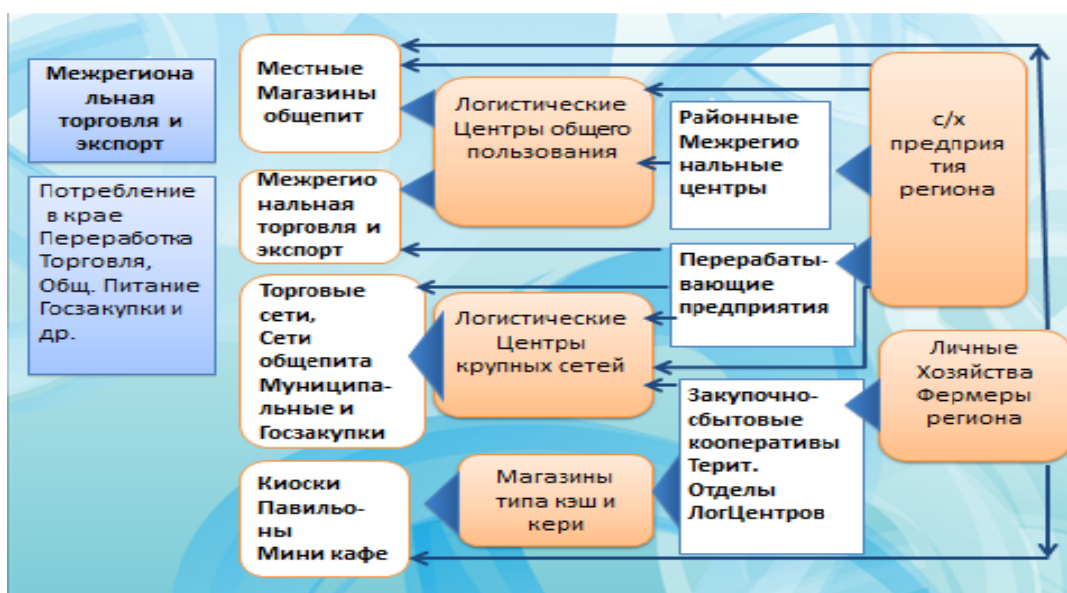 Межрегиона
льная
торговля и
экспорт
Потребление
в крае
Переработка
Торговля,
Общ. Питание
Госзакупки и
др.
Местные
Магазины
общепит
Межрегио
нальная
торговля и
экспорт
Торговые
сети,
Сети
общепита
Муниципа-
льные и
Госзакупки
Киоски
Павильо-
ны
Мини кафе
Логистические
Центры общего
пользования
Логистические
Центры
крупных сетей
Магазины
типа кэш и
кери
Районные
Межрегио
нальные
центры
Перерабаты-
вающие
предприятия
Закупочно-
сбытовые
кооперативы
Терит.
Отделы
ЛогЦентров
с/х
предприя
тия
региона
Личные
Хозяйства
Фермеры
региона